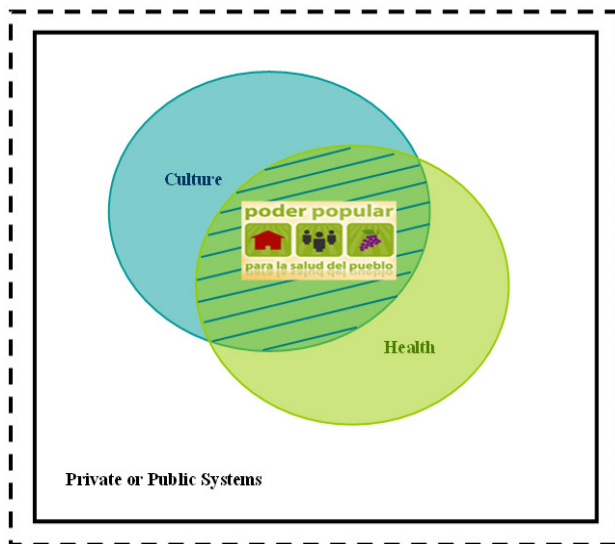 Culture
poder popular
para la salud del pueblo
Health
Private or Public Systems